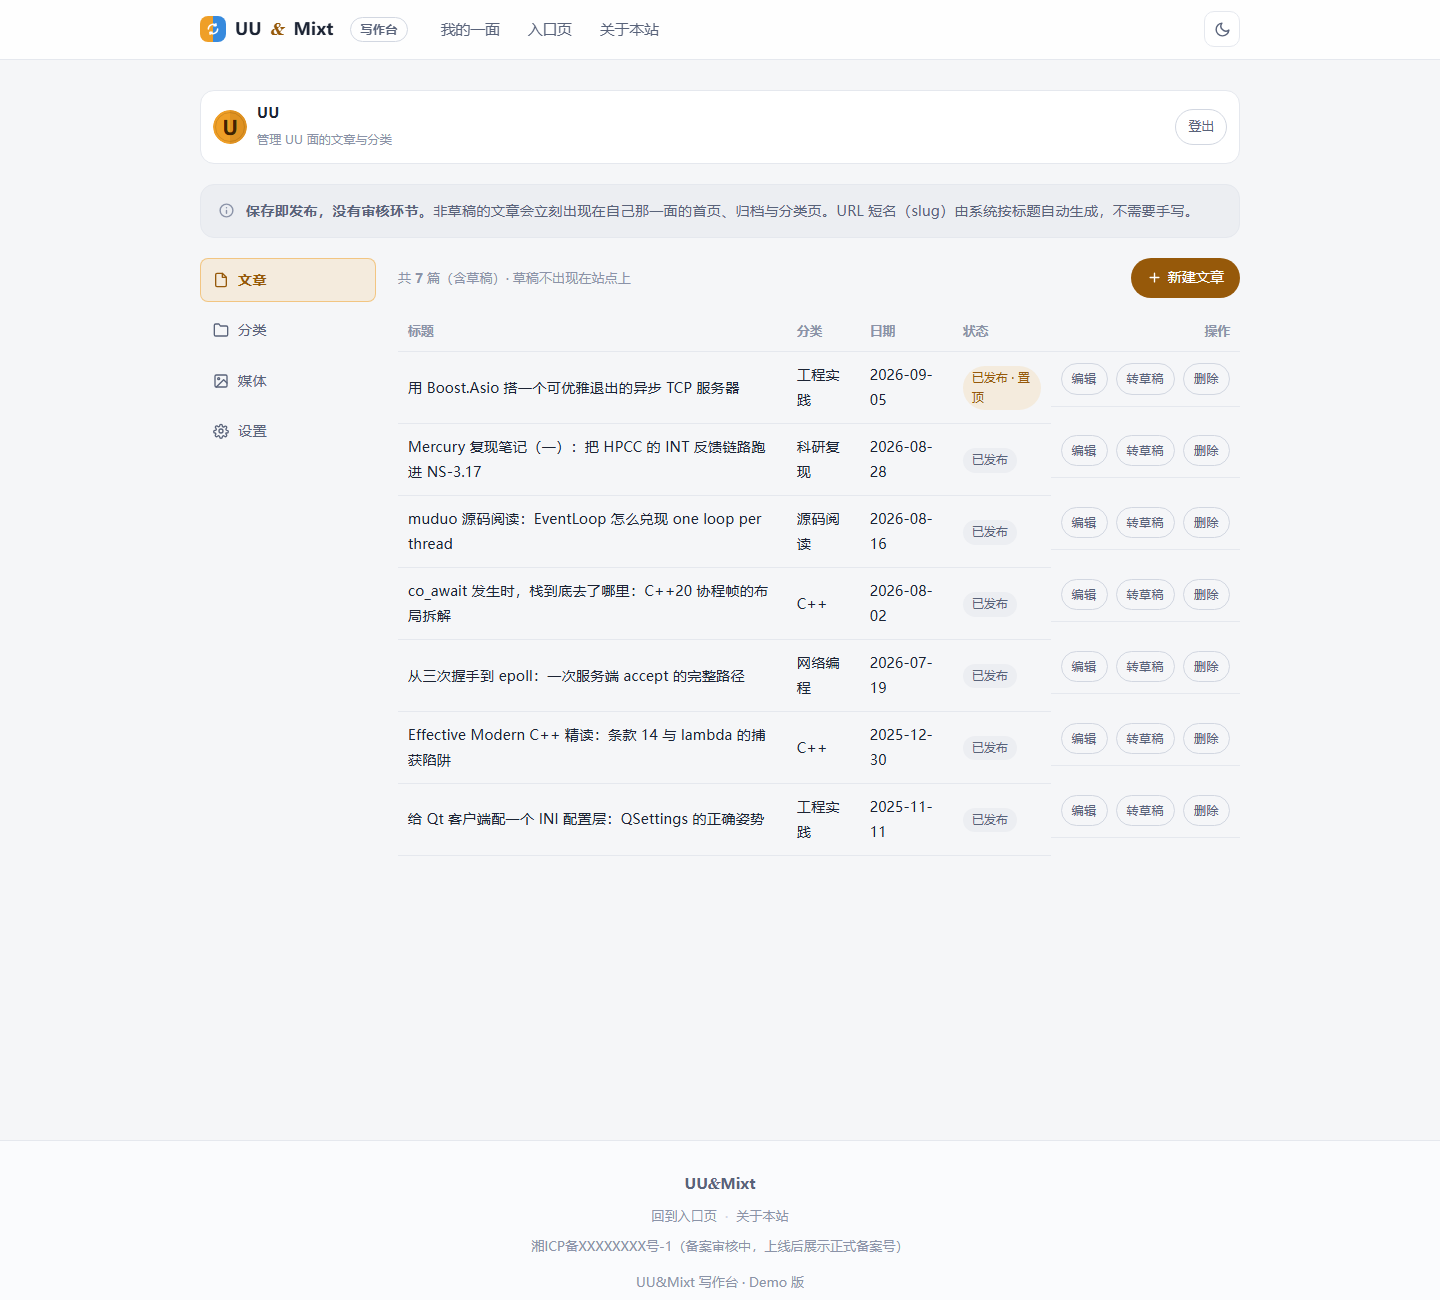 UU & Mixt 写作台 我的一面 入口页 关于本站
U UU
管理 UU 面的文章与分类
登出
保存即发布，没有审核环节。非草稿的文章会立刻出现在自己那一面的首页、归档与分类页。URL 短名（slug）由系统按标题自动生成，不需要手写。
文章
分类
媒体
设置
共 7 篇（含草稿）· 草稿不出现在站点上
+ 新建文章
标题 分类 日期 状态 操作
用 Boost.Asio 搭一个可优雅退出的异步 TCP 服务器
工程实
践
2026-09-
05
已发布 · 置
顶
编辑 转草稿 删除
Mercury 复现笔记（一）：把 HPCC 的 INT 反馈链路跑
进 NS-3.17
科研复
现
2026-08-
28
已发布
编辑 转草稿 删除
muduo 源码阅读：EventLoop 怎么兑现 one loop per
thread
源码阅
读
2026-08-
16
已发布
编辑 转草稿 删除
co_await 发生时，栈到底去了哪里：C++20 协程帧的布
局拆解
C++
2026-08-
02
已发布
编辑 转草稿 删除
从三次握手到 epoll：一次服务端 accept 的完整路径
网络编
程
2026-07-
19
已发布
编辑 转草稿 删除
Effective Modern C++ 精读：条款 14 与 lambda 的捕
获陷阱
C++
2025-12-
30
已发布
编辑 转草稿 删除
给 Qt 客户端配一个 INI 配置层：QSettings 的正确姿势
工程实
践
2025-11-
11
已发布
编辑 转草稿 删除
UU&Mixt
回到入口页 · 关于本站
湘ICP备XXXXXXXX号-1（备案审核中，上线后展示正式备案号）
UU&Mixt 写作台 · Demo 版